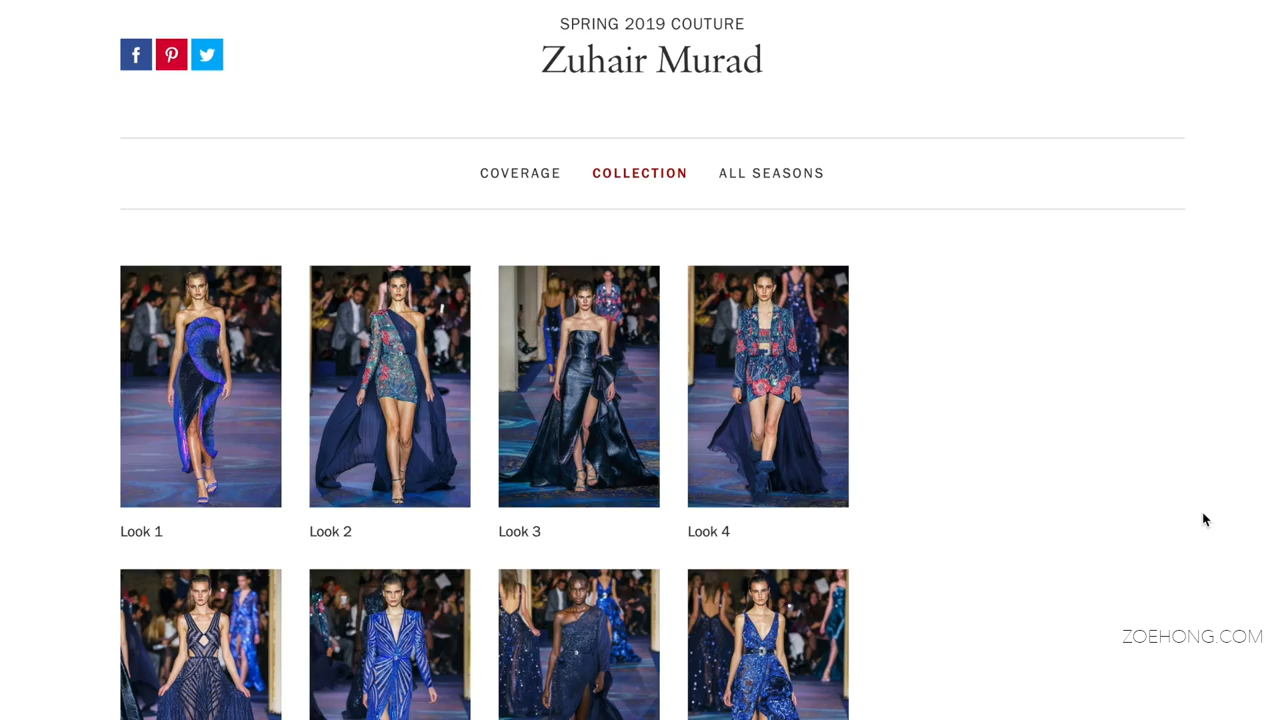 SPRING 2019 COUTURE
Zuhair Murad
COVERAGE COLLECTION ALL SEASONS
Look 1 Look 2 Look 3 Look 4
ZOEHONG.COM